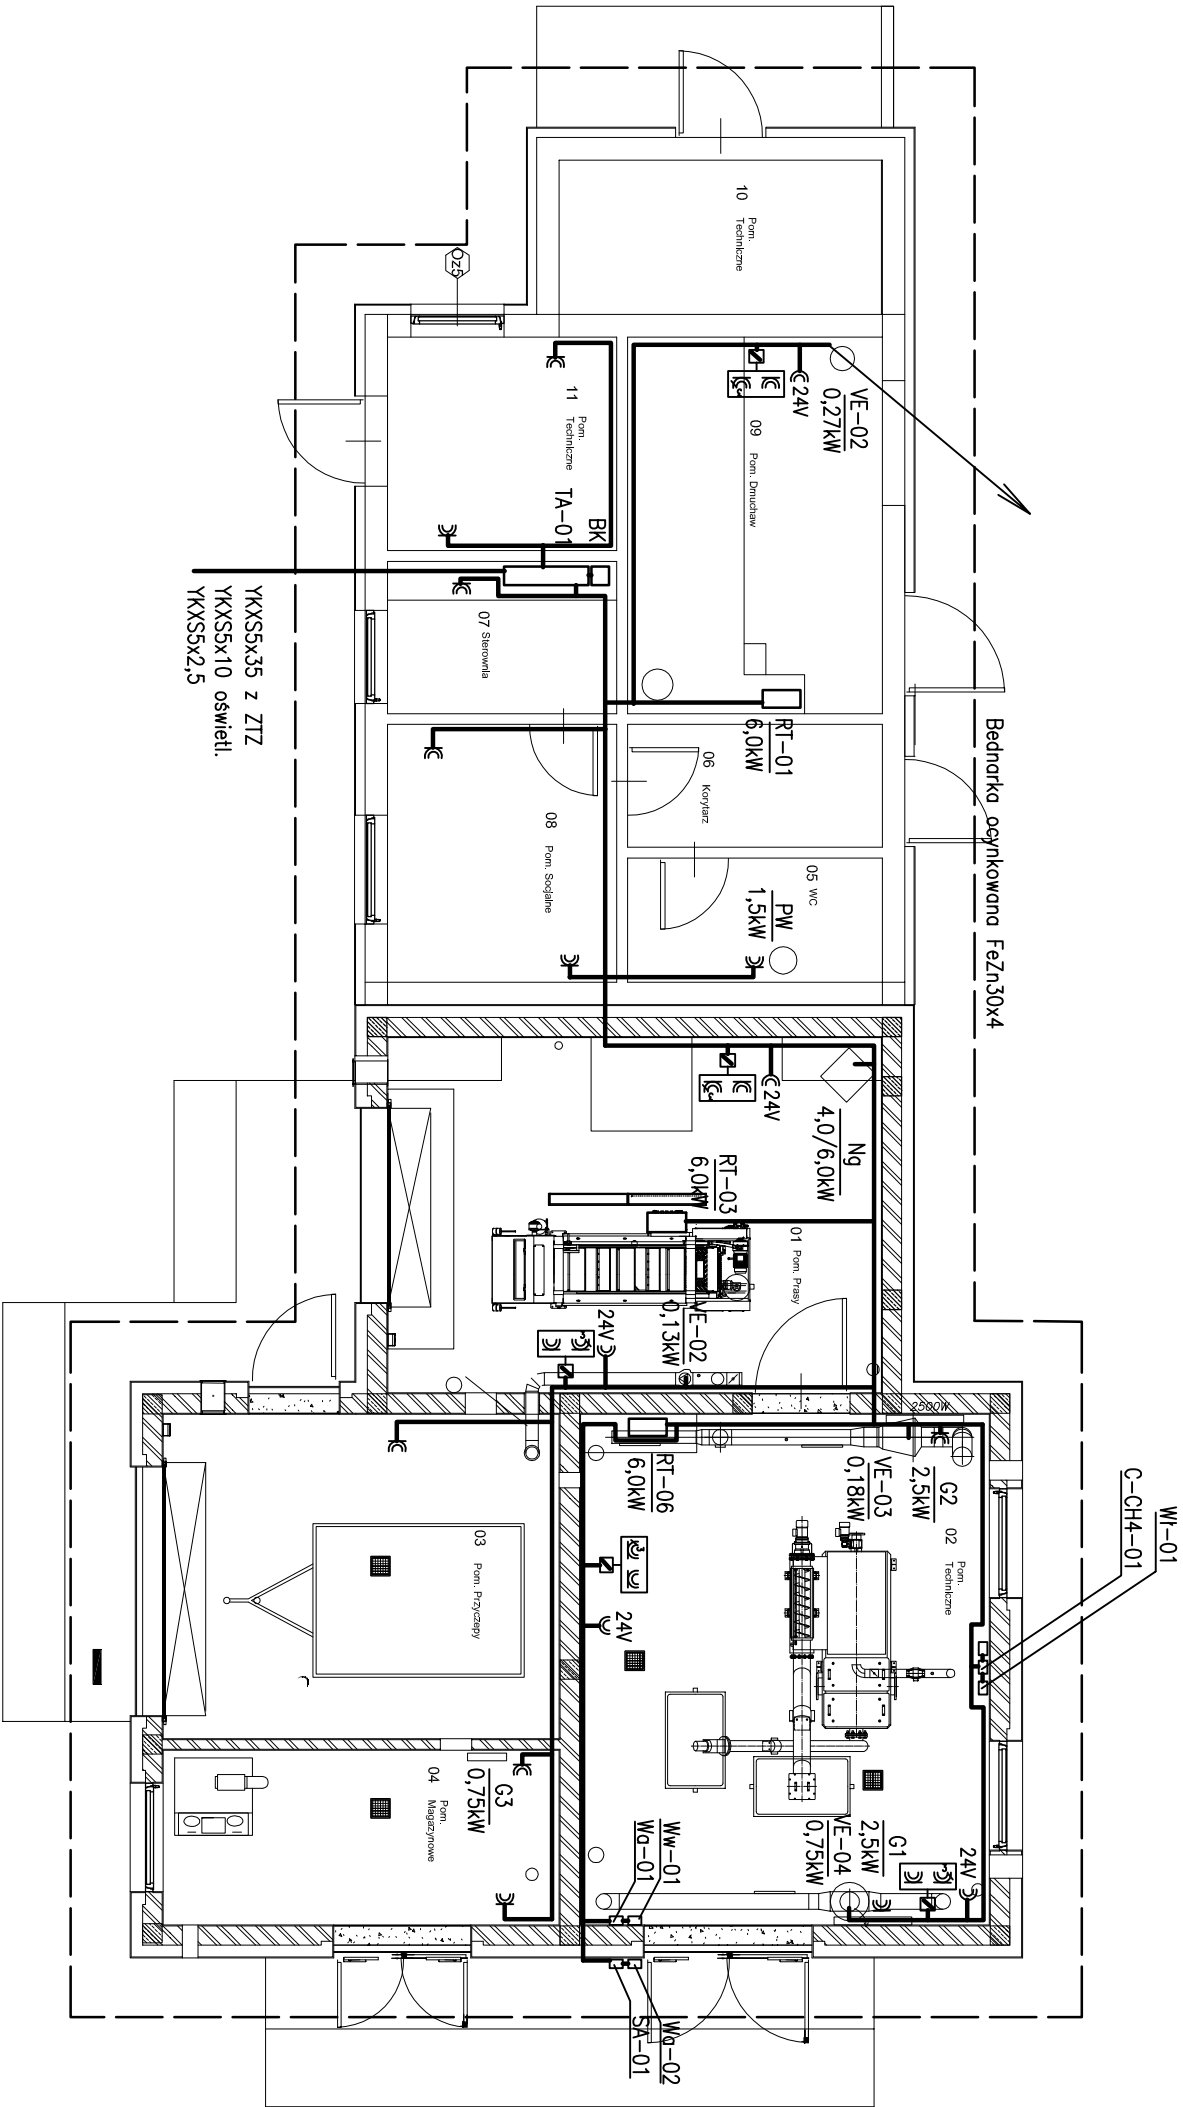 10 Pom.
Techniczne
Oz5
11 Pom.
Techniczne
TA-01
BK
VE-02
0,27kW
24V
09 Pom. Dmuchaw
YKXS5x35 z ZTZ
YKXS5x10 oświetl.
YKXS5x2,5
07 Sterownia
RT-01
6,0kW
06 Korytarz
Bednarka ocynkowana FeZn30x4
08 Pom. Socjalne
05 WC
PW
1,5kW
24V
Ng
4,0/6,0kW
RT-03
6,0kW
01 Pom. Prasy
VE-02
0,13kW
24V
2500W
G2
2,5kW
VE-03
0,18kW
RT-06
6,0kW
02 Pom.
Techniczne
Wł-01
C-CH4-01
03 Pom. Przyczepy
24V
G3
0,75kW
04 Pom.
Magazynowe
G1
2,5kW
VE-04
0,75kW
24V
Ww-01
Wa-01
Wa-02
SA-01